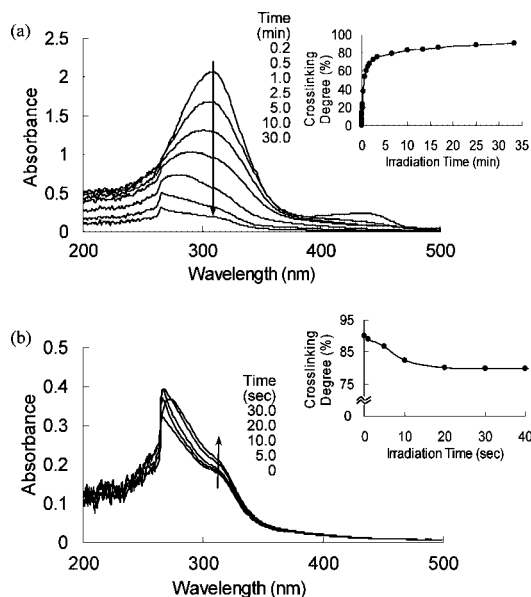 (a)
Absorbance
2.5
2
1.5
1
0.5
0
200
300
400
500
Wavelength (nm)
Time
(min)
0.2
0.5
1.0
2.5
5.0
10.0
30.0
Crosslinking
Degree (%)
100
80
60
40
20
0
0 5 10 15 20 25 30 35
Irradiation Time (min)
(b)
Absorbance
0.5
0.4
0.3
0.2
0.1
0
200
300
400
500
Wavelength (nm)
Time
(sec)
30.0
20.0
10.0
5.0
0
Crosslinking
Degree (%)
95
85
75
0
0 10 20 30 40
Irradiation Time (sec)